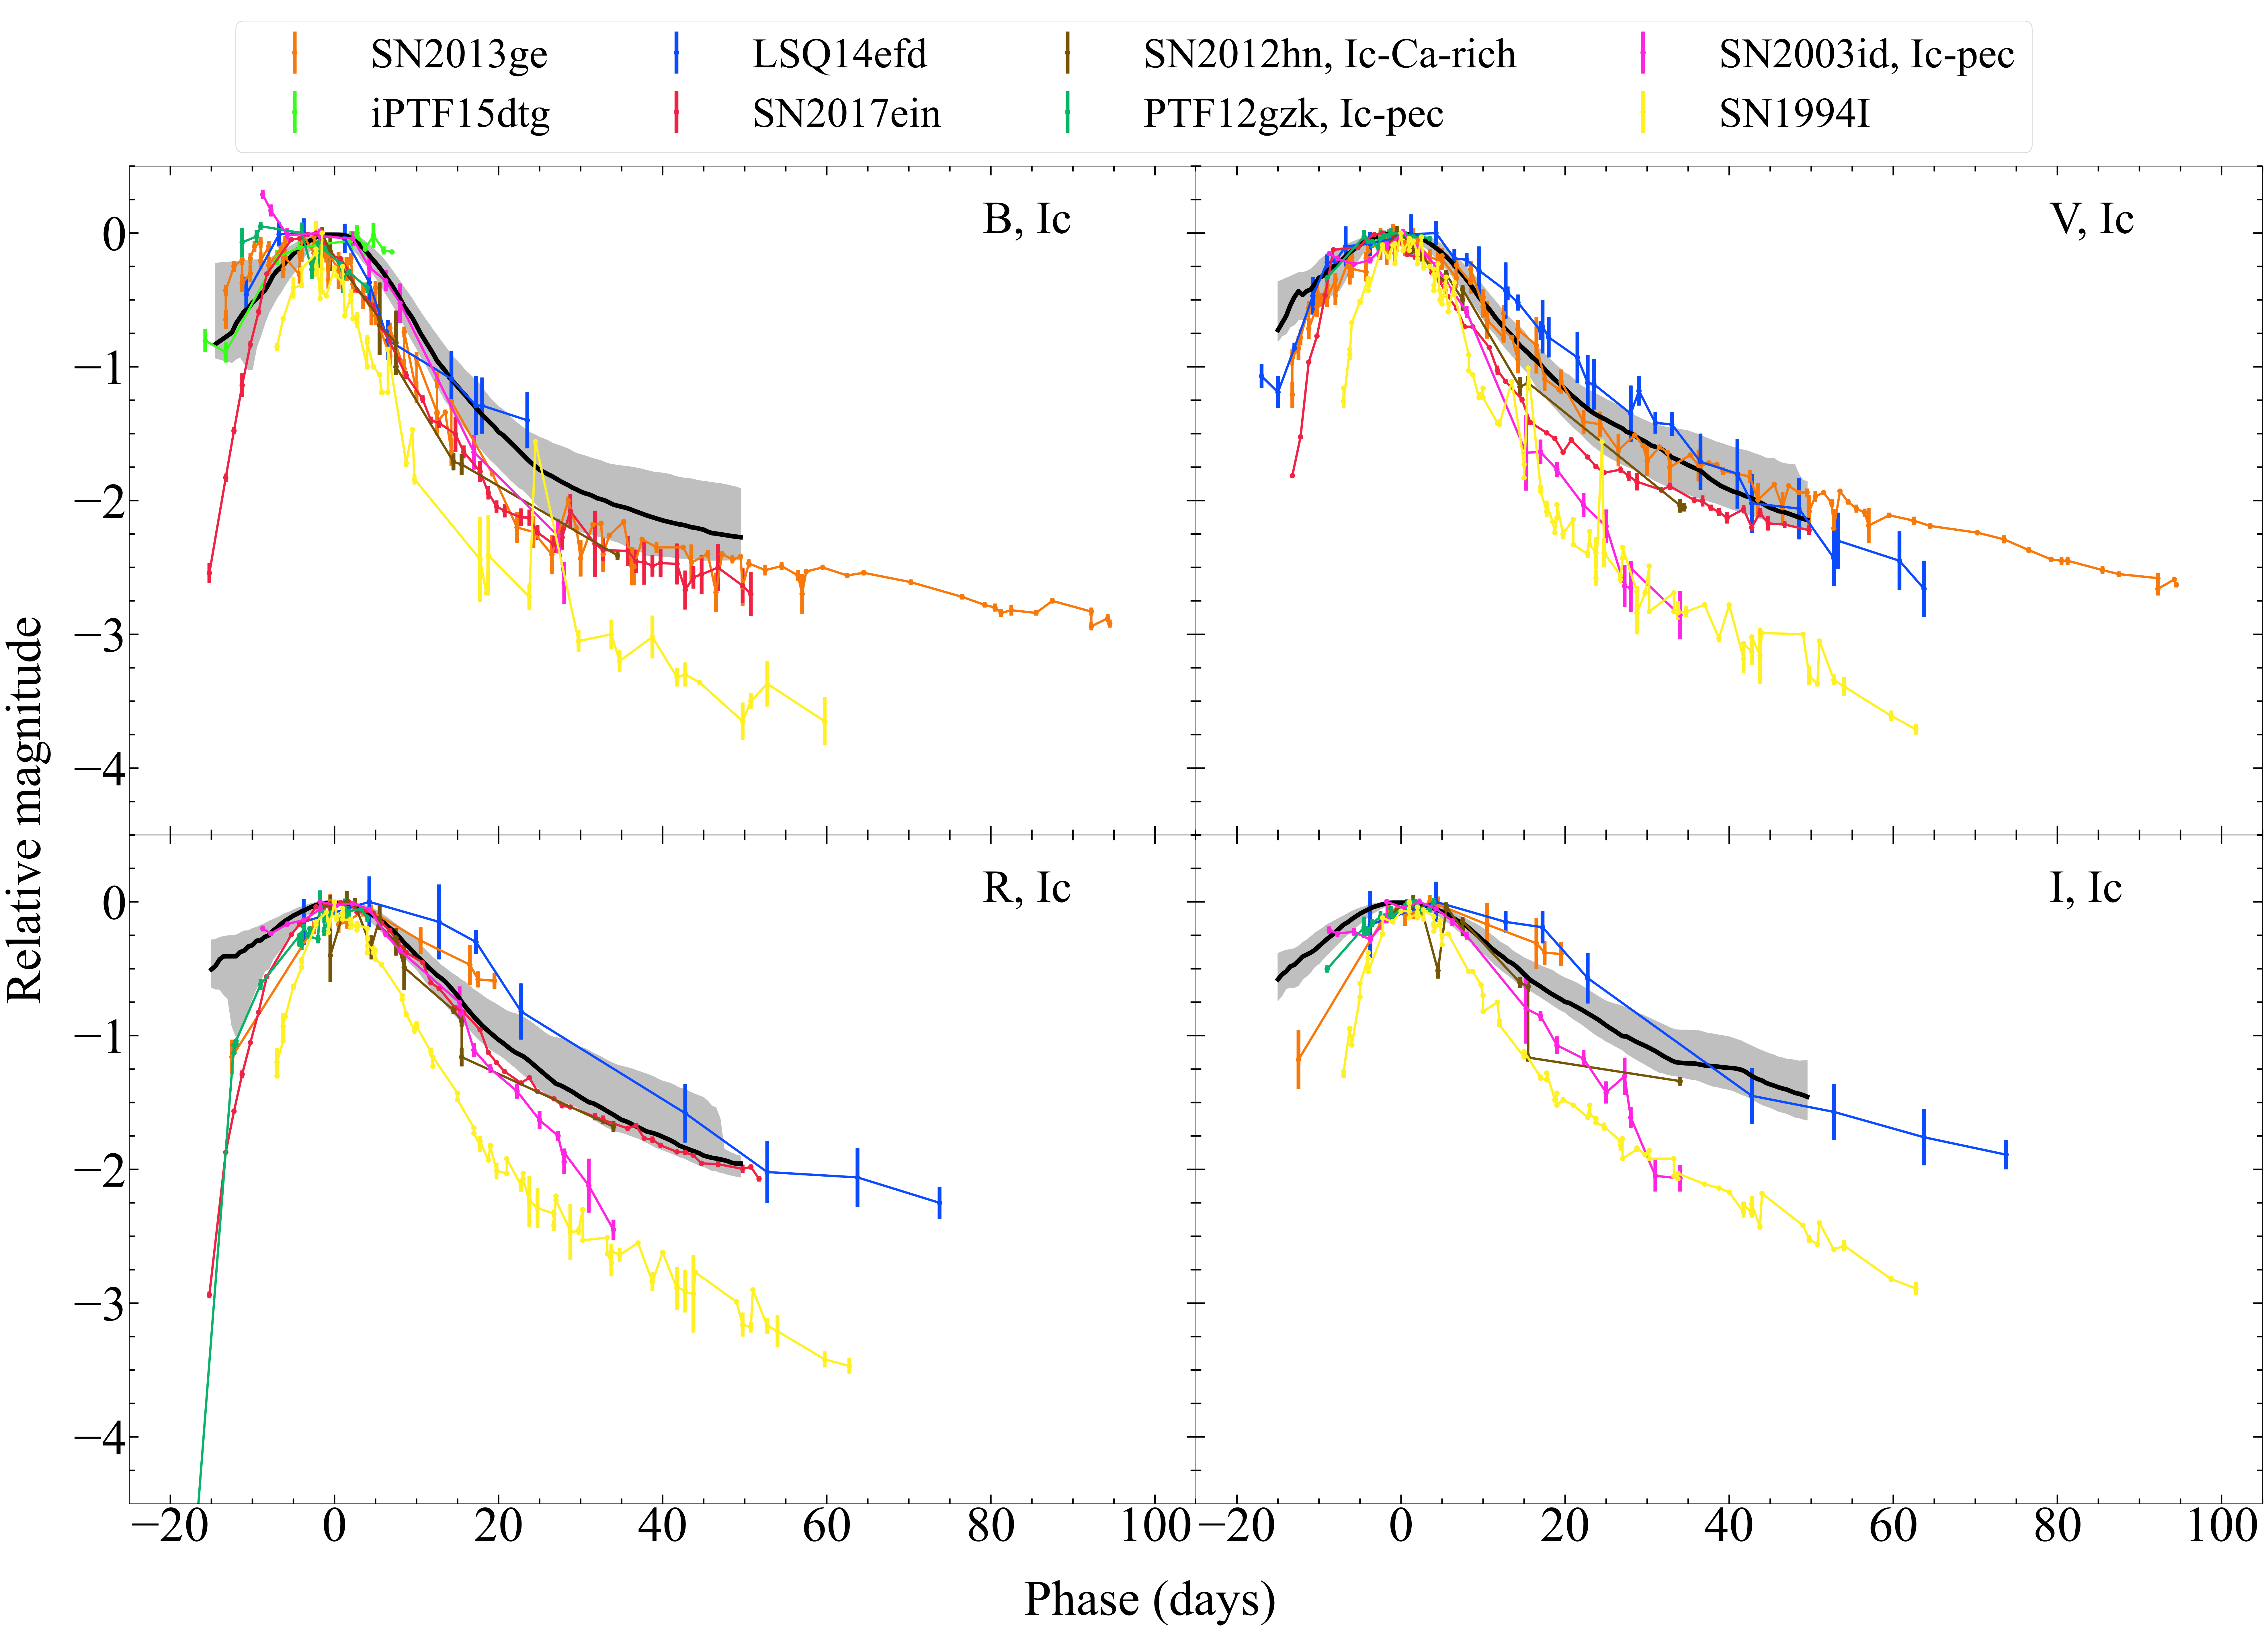 SN2013ge LSQ14efd SN2012hn, Ic-Ca-rich SN2003id, Ic-pec
iPTF15dtg SN2017ein PTF12gzk, Ic-pec SN1994I
B, Ic V, Ic
0
−1
−2
−3
−4
R, Ic I, Ic
0
−1
−2
−3
−4
Relative magnitude
−20 0 20 40 60 80 100 −20 0 20 40 60 80 100
Phase (days)